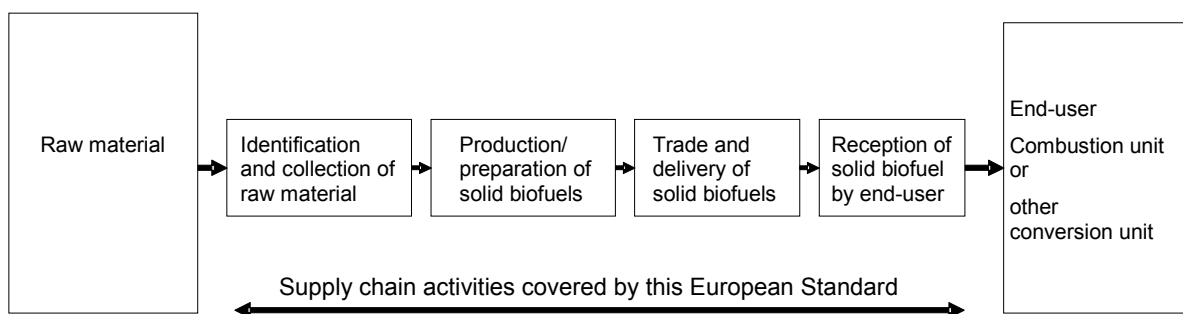 Raw material
Identification
and collection of
raw material
Production/
preparation of
solid biofuels
Trade and
delivery of
solid biofuels
Reception of
solid biofuel
by end-user
End-user
Combustion unit
or
other
conversion unit
Supply chain activities covered by this European Standard